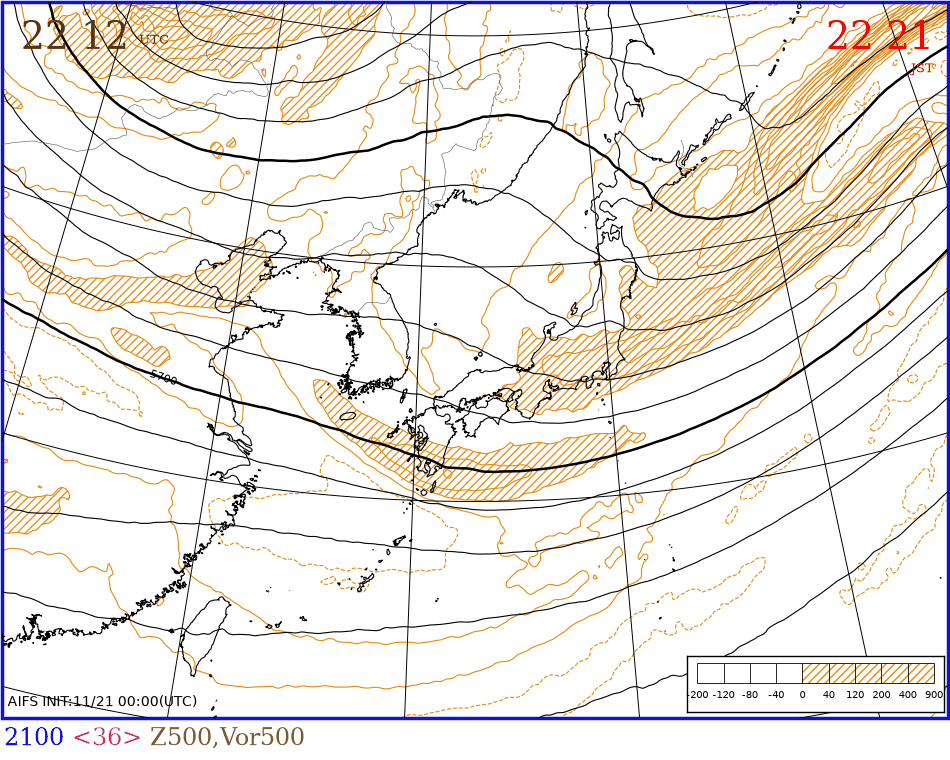 22 12 UTC
22 21
JST
5700
AIFS INIT:11/21 00:00(UTC)
-200 -120 -80 -40 0 40 120 200 400 900
2100 <36> Z500,Vor500